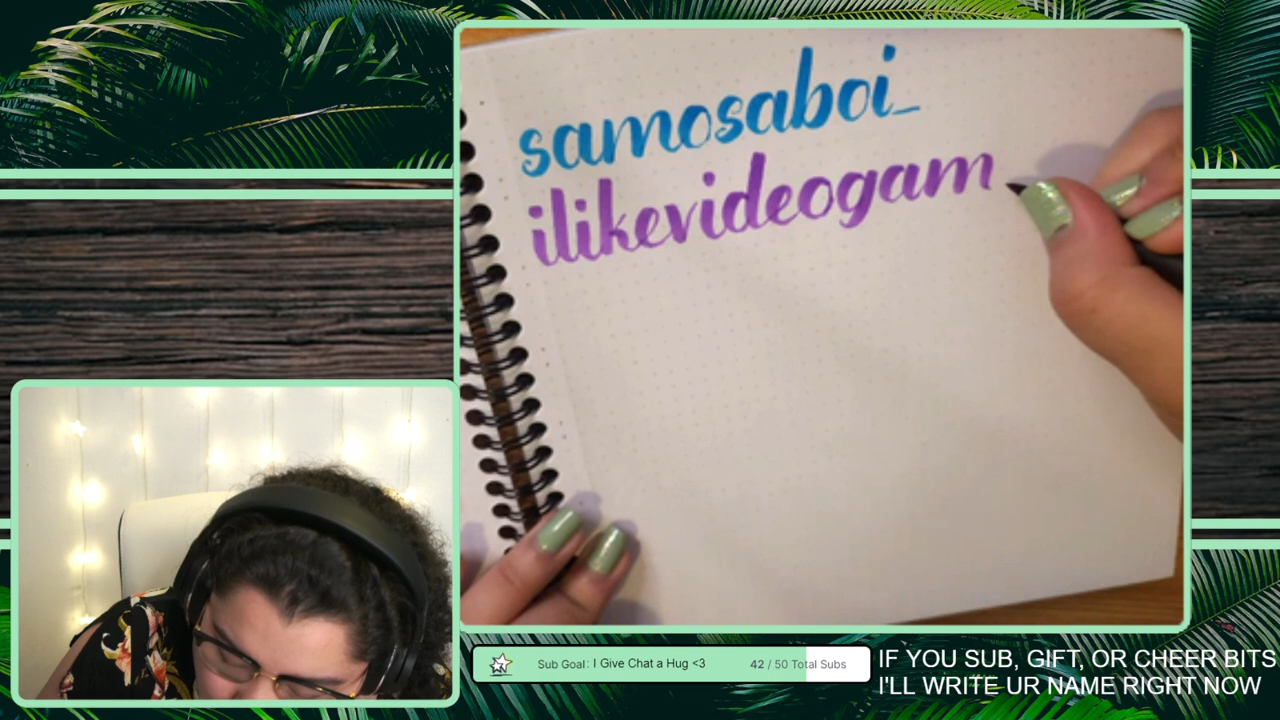 samosaboi_
ilikevideogam
Sub Goal: I Give Chat a Hug <3 42 / 50 Total Subs
IF YOU SUB, GIFT, OR CHEER BITS
I'LL WRITE UR NAME RIGHT NOW